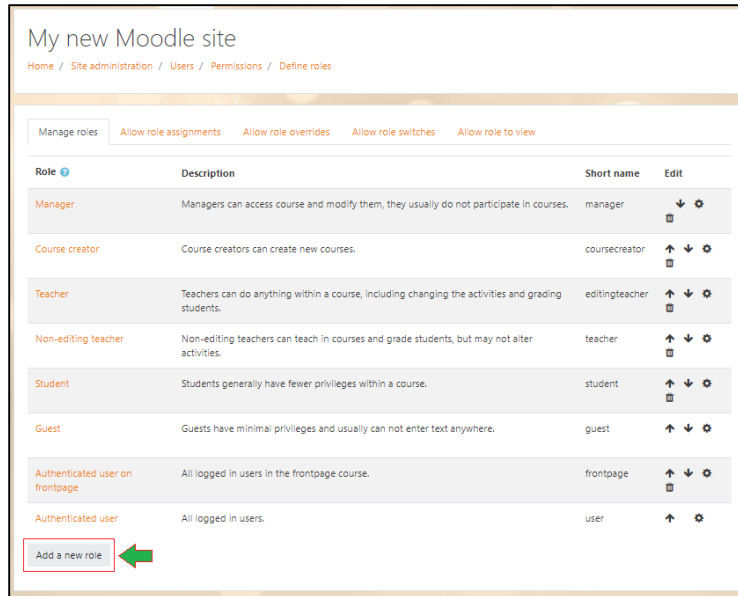 My new Moodle site
Home / Site administration / Users / Permissions / Define roles
Manage roles Allow role assignments Allow role overrides Allow role switches Allow role to view
Role Description Short name Edit
Manager Managers can access course and modify them, they usually do not participate in courses. manager
Course creator Course creators can create new courses. coursecreator
Teacher Teachers can do anything within a course, including changing the activities and grading editingteacher
students.
Non-editing teacher Non-editing teachers can teach in courses and grade students, but may not alter teacher
activities.
Student Students generally have fewer privileges within a course. student
Guest Guests have minimal privileges and usually can not enter text anywhere. guest
Authenticated user on All logged in users in the frontpage course. frontpage
frontpage
Authenticated user All logged in users. user
Add a new role